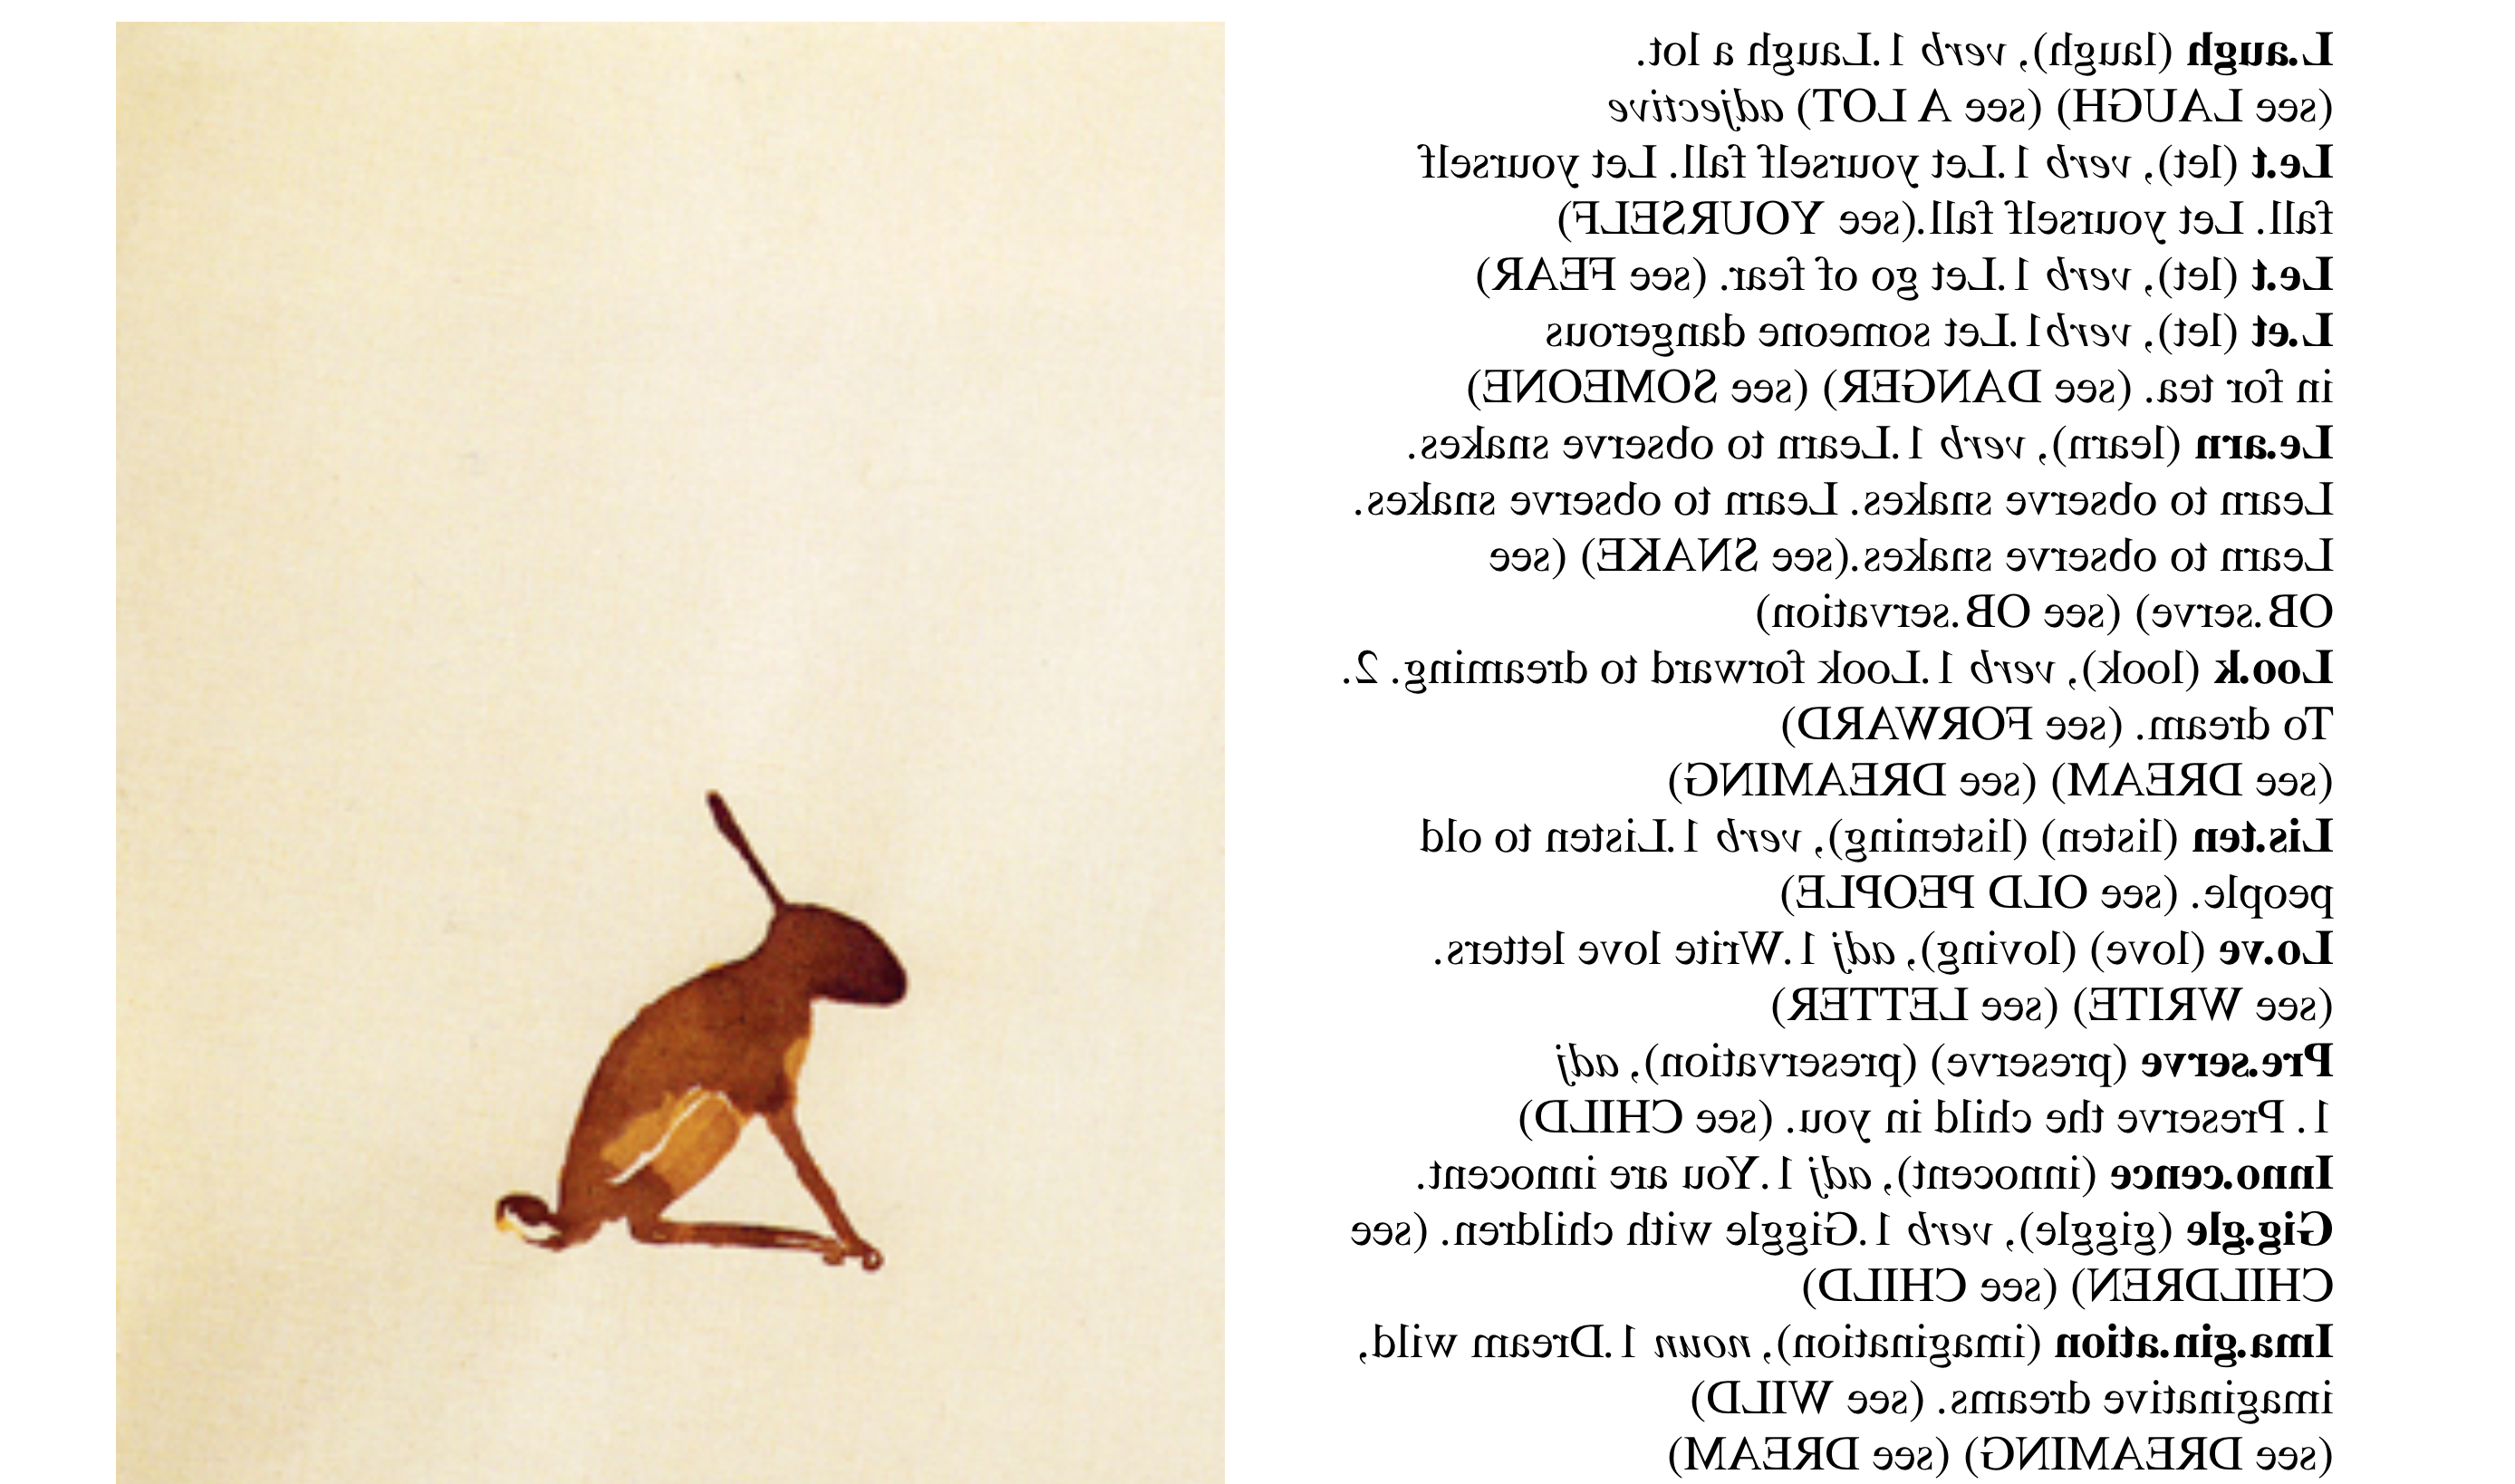 L.augh (laugh), verb 1.Laugh a lot.
(see LAUGH) (see A LOT) adjective
Le.t (let), verb 1.Let yourself fall. Let yourself
fall. Let yourself fall.(see YOURSELF)
Le.t (let), verb 1.Let go of fear. (see FEAR)
L.et (let), verb1.Let someone dangerous
in for tea. (see DANGER) (see SOMEONE)
Le.arn (learn), verb 1.Learn to observe snakes.
Learn to observe snakes. Learn to observe snakes.
Learn to observe snakes.(see SNAKE) (see
OB.serve) (see OB.servation)
Loo.k (look), verb 1.Look forward to dreaming. 2.
To dream. (see FORWARD)
(see DREAM) (see DREAMING)
Lis.ten (listen) (listening), verb 1.Listen to old
people. (see OLD PEOPLE)
Lo.ve (love) (loving), adj 1.Write love letters.
(see WRITE) (see LETTER)
Pre.serve (preserve) (preservation), adj
1. Preserve the child in you. (see CHILD)
Inno.cence (innocent), adj 1.You are innocent.
Gig.gle (giggle), verb 1.Giggle with children. (see
CHILDREN) (see CHILD)
Ima.gin.ation (imagination), noun 1.Dream wild,
imaginative dreams. (see WILD)
(see DREAMING) (see DREAM)